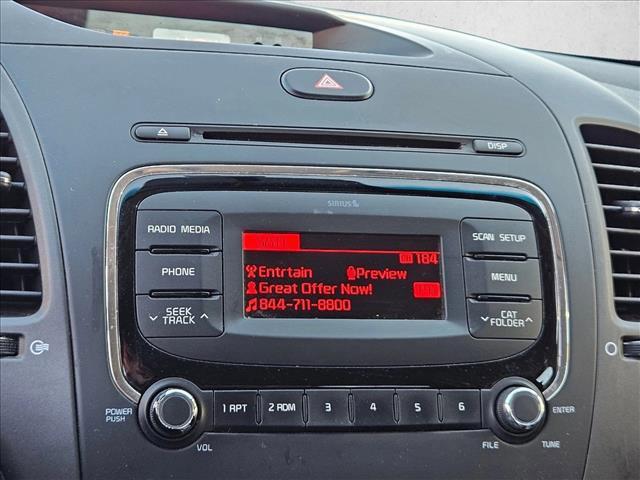 DISP
SIRIUS
RADIO MEDIA
SCAN SETUP
184
PHONE
Entrtain Preview
MENU
Great Offer Now!
844-711-8800
SEEK
TRACK
CAT
FOLDER
POWER
PUSH
1 RPT 2 RDM 3 4 5 6
ENTER
VOL
FILE
TUNE